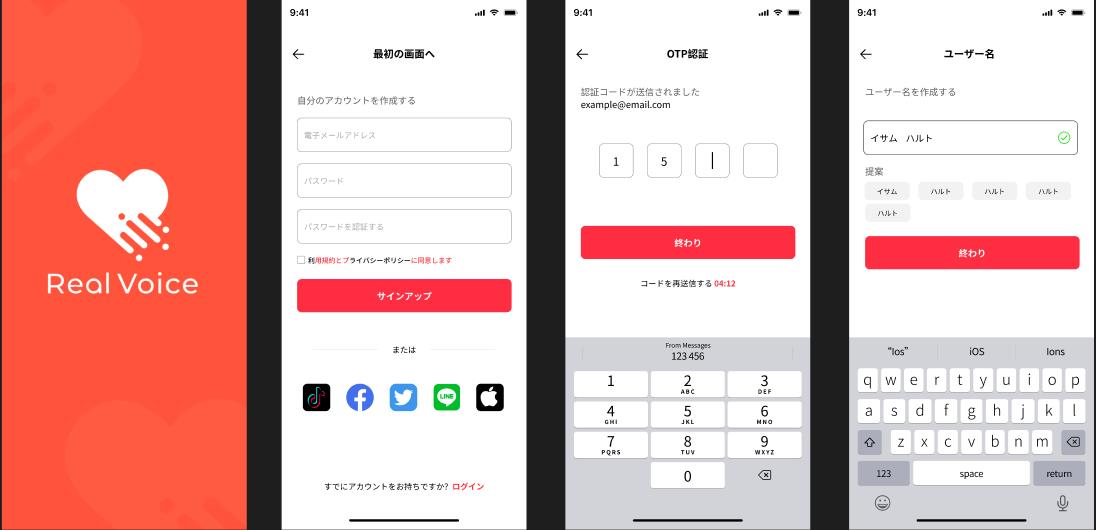 Real Voice
9:41
最初の画面へ
自分のアカウントを作成する
電子メールアドレス
パスワード
パスワードを認証する
利用規約とプライバシーポリシーに同意します
サインアップ
または
LINE
すでにアカウントをお持ちですか? ログイン
9:41
OTP認証
認証コードが送信されました
example@email.com
1 5
終わり
コードを再送信する 04:12
From Messages
123 456
1 2 3
ABC DEF
4 5 6
GHI JKL MNO
7 8 9
PQRS TUV WXYZ
0
9:41
ユーザー名
ユーザー名を作成する
イサム ハルト
提案
イサム ハルト ハルト ハルト
ハルト
終わり
“Ios” iOS Ions
q w e r t y u i o p
a s d f g h j k l
z x c v b n m
123 space return